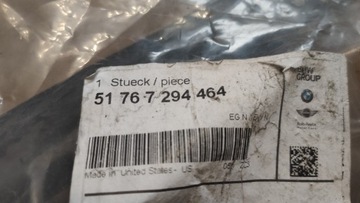 BMW
GROUP
1 Stueck / piece
51 76 7 294 464
Made in United States - US